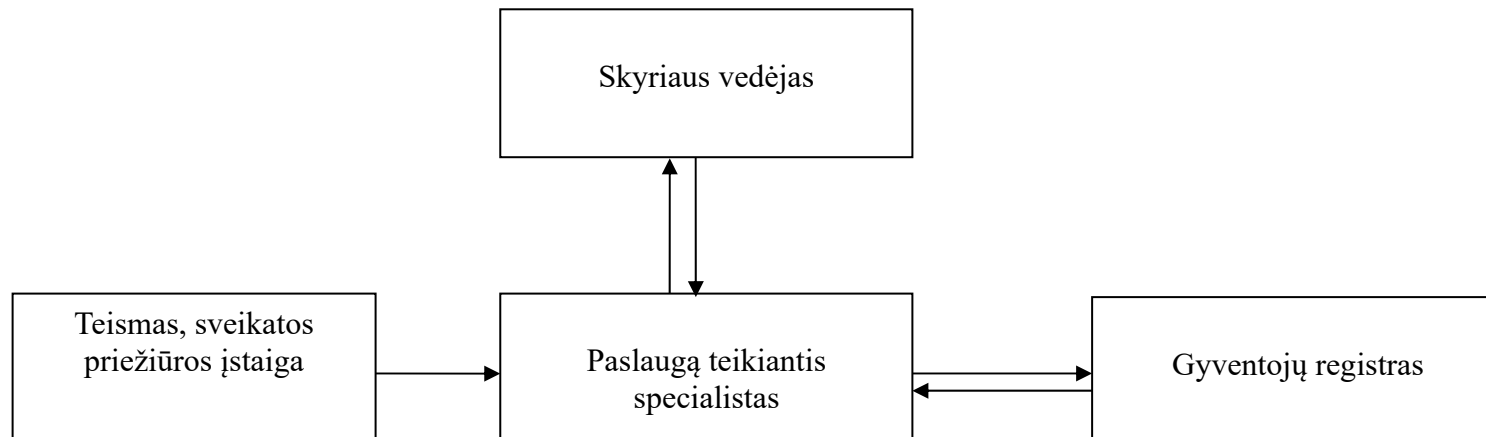 Skyriaus vedėjas
Teismas, sveikatos
priežiūros įstaiga
Paslaugą teikiantis
specialistas
Gyventojų registras